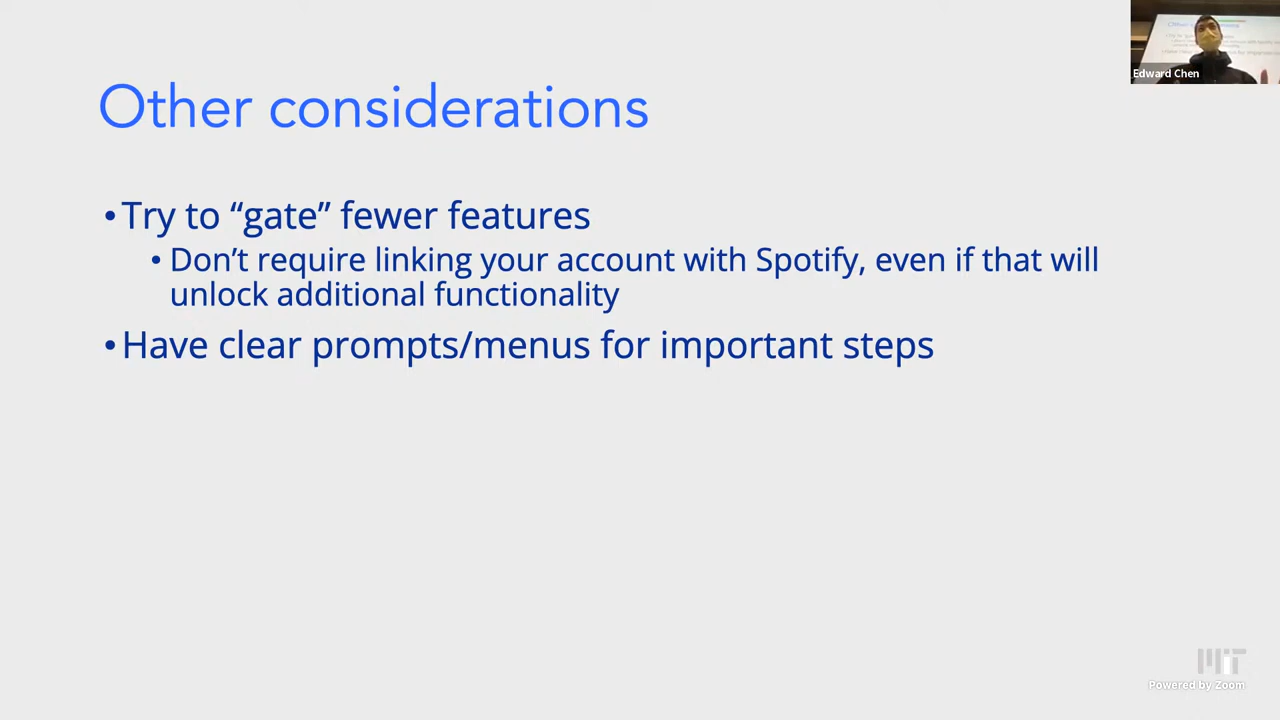 Edward Chen
Other considerations
•Try to “gate” fewer features
• Don’t require linking your account with Spotify, even if that will
unlock additional functionality
•Have clear prompts/menus for important steps
MIT
Powered by Zoom